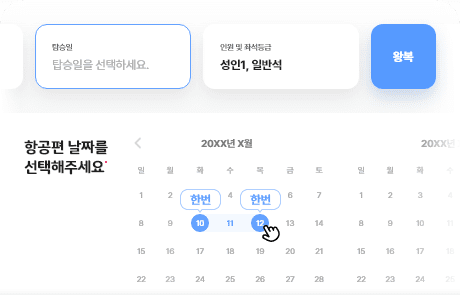 탑승일
탑승일을 선택하세요.
인원 및 좌석등급
성인1, 일반석
왕복
항공편 날짜를
선택해주세요
20XX년 X월
20XX년
일 월 화 수 목 금 토
일 월 화 수
1 2 4 6 7
1 2 3 4
한번 한번
8 9 10 11 12 13 14
8 9 10 11
15 16 17 18 19 20 21
15 16 17 18
22 23 24 25 26 27 28
22 23 24 25